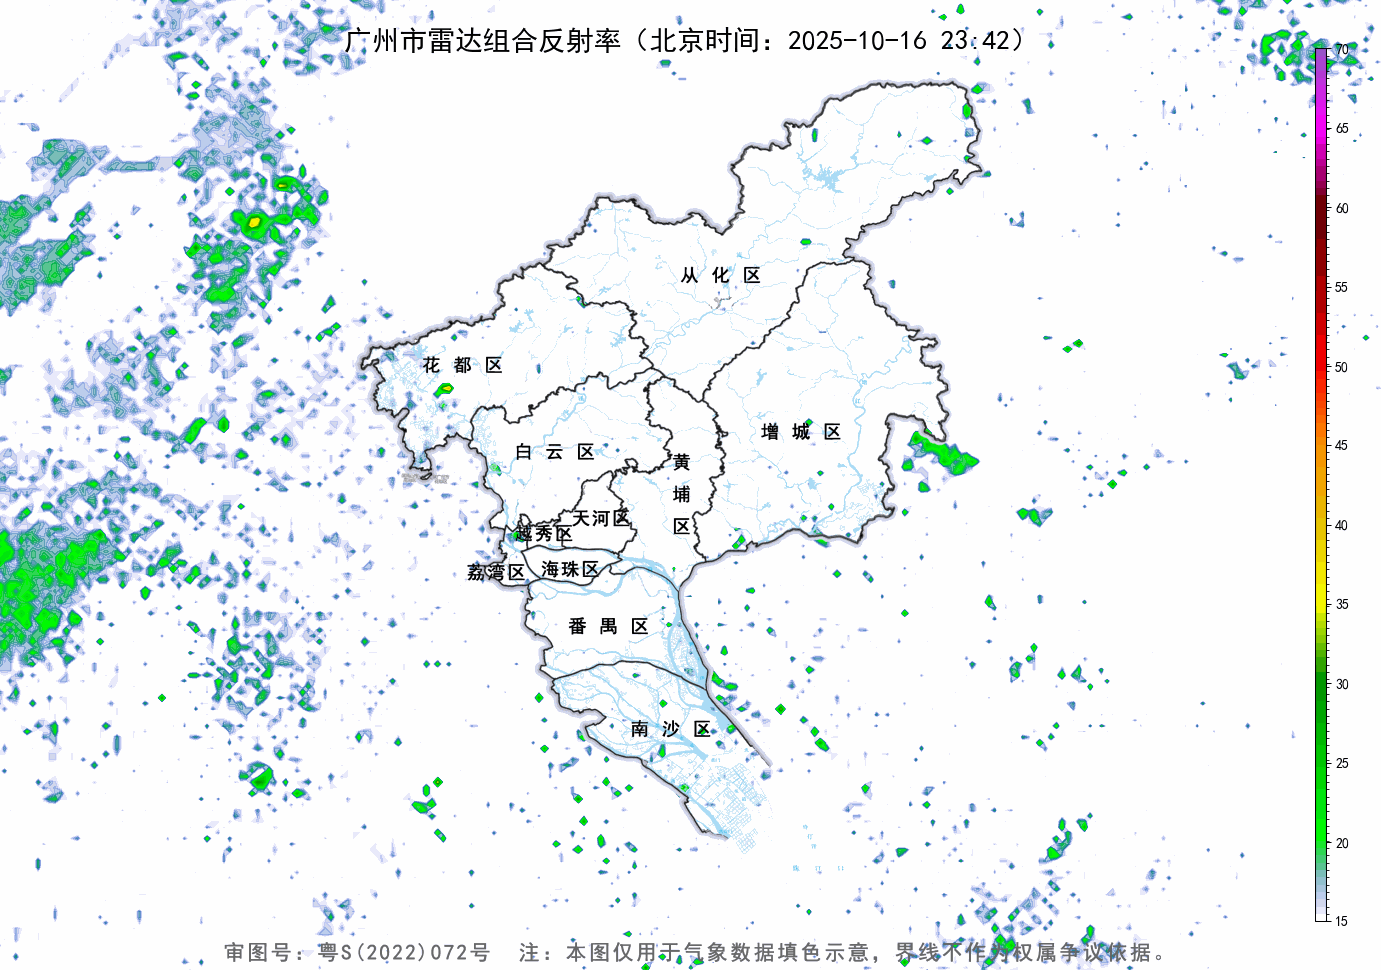 广州市雷达组合反射率（北京时间：2025-10-16 23:42）
70
65
60
55
50
45
40
35
30
25
20
15
从化区
花都区
增城区
白云区
黄埔区
天河区
越秀区
海珠区
荔湾区
番禺区
南沙区
审图号：粤S(2022)072号 注：本图仅用于气象数据填色示意，界线不作为权属争议依据。